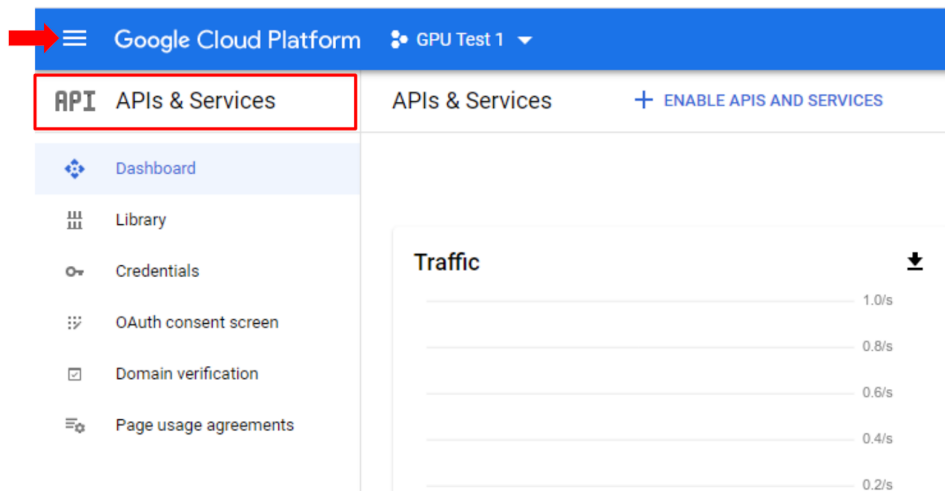 Google Cloud Platform
GPU Test 1
API APIs & Services
APIs & Services
ENABLE APIS AND SERVICES
Dashboard
Library
Credentials
OAuth consent screen
Domain verification
Page usage agreements
Traffic
1.0/s
0.8/s
0.6/s
0.4/s
0.2/s